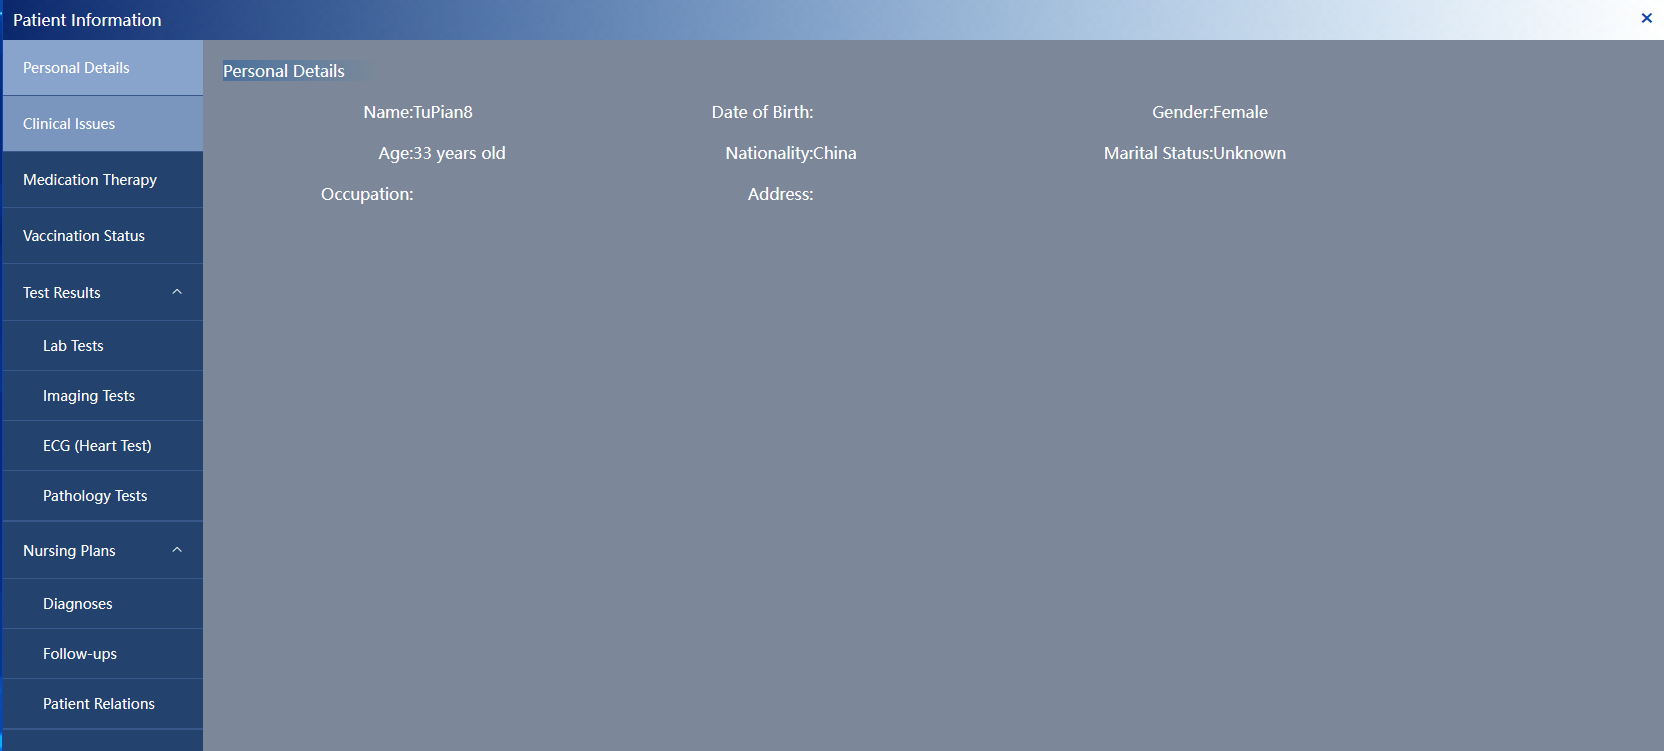 Patient Information
Personal Details
Clinical Issues
Medication Therapy
Vaccination Status
Test Results
Lab Tests
Imaging Tests
ECG (Heart Test)
Pathology Tests
Nursing Plans
Diagnoses
Follow-ups
Patient Relations
Personal Details
Name:TuPian8 Date of Birth: Gender:Female
Age:33 years old Nationality:China Marital Status:Unknown
Occupation: Address: